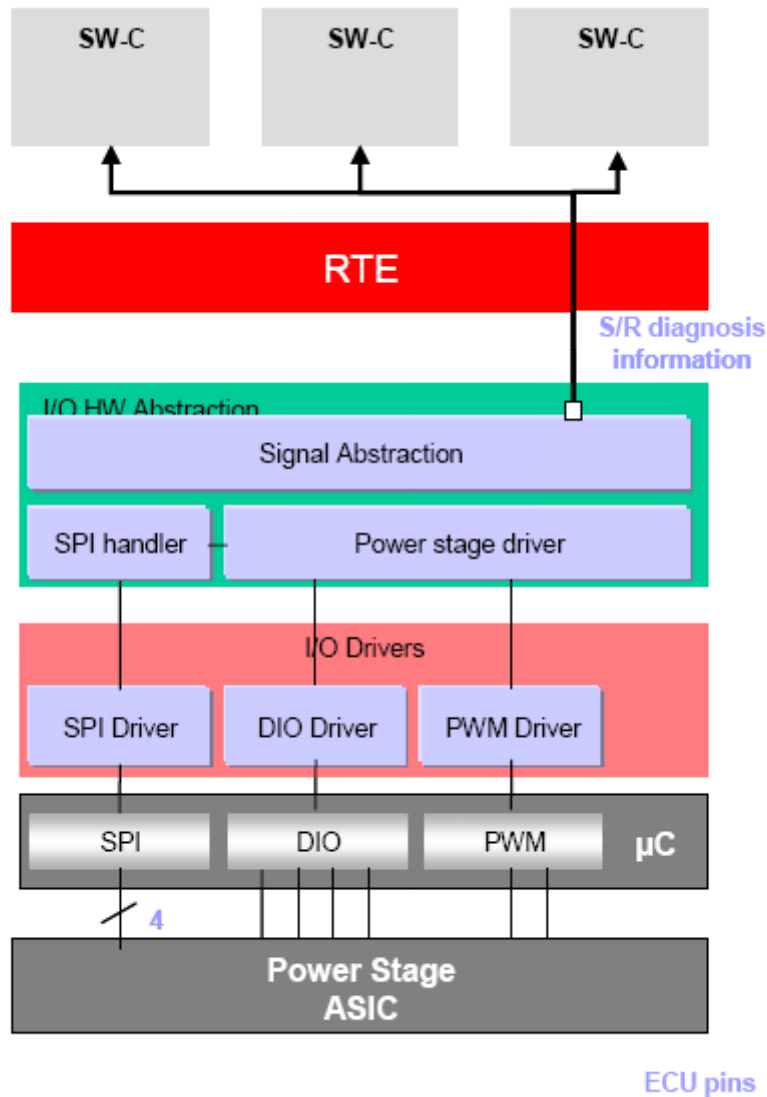 SW-C
SW-C
SW-C
RTE
S/R diagnosis
information
I/O HW Abstraction
Signal Abstraction
SPI handler
Power stage driver
I/O Drivers
SPI Driver
DIO Driver
PWM Driver
SPI
DIO
PWM
µC
4
Power Stage
ASIC
ECU pins